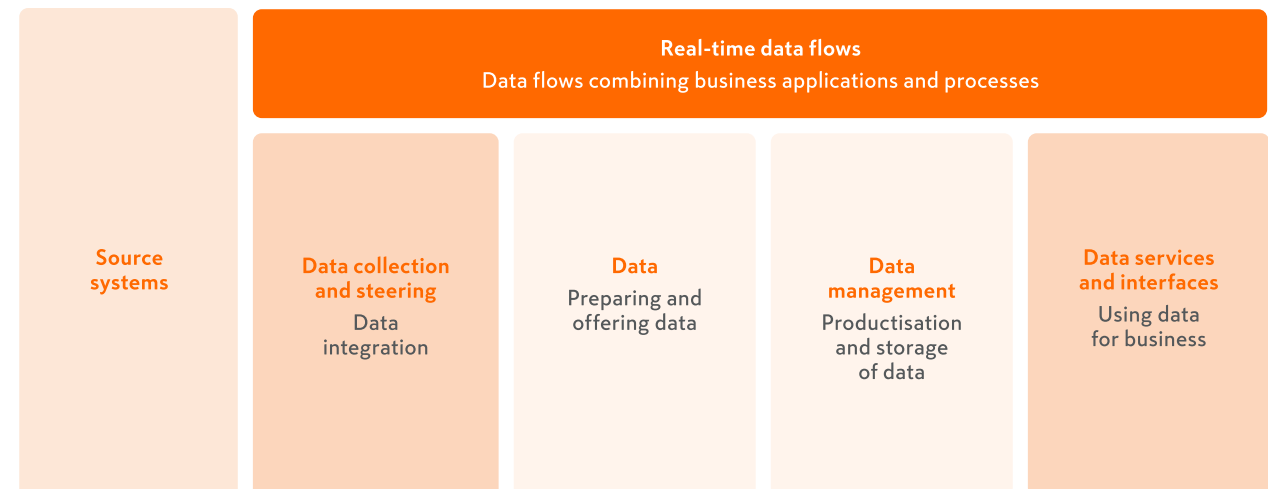 Real-time data flows
Data flows combining business applications and processes
Source
systems
Data collection
and steering
Data
integration
Data
Preparing and
offering data
Data
management
Productisation
and storage
of data
Data services
and interfaces
Using data
for business